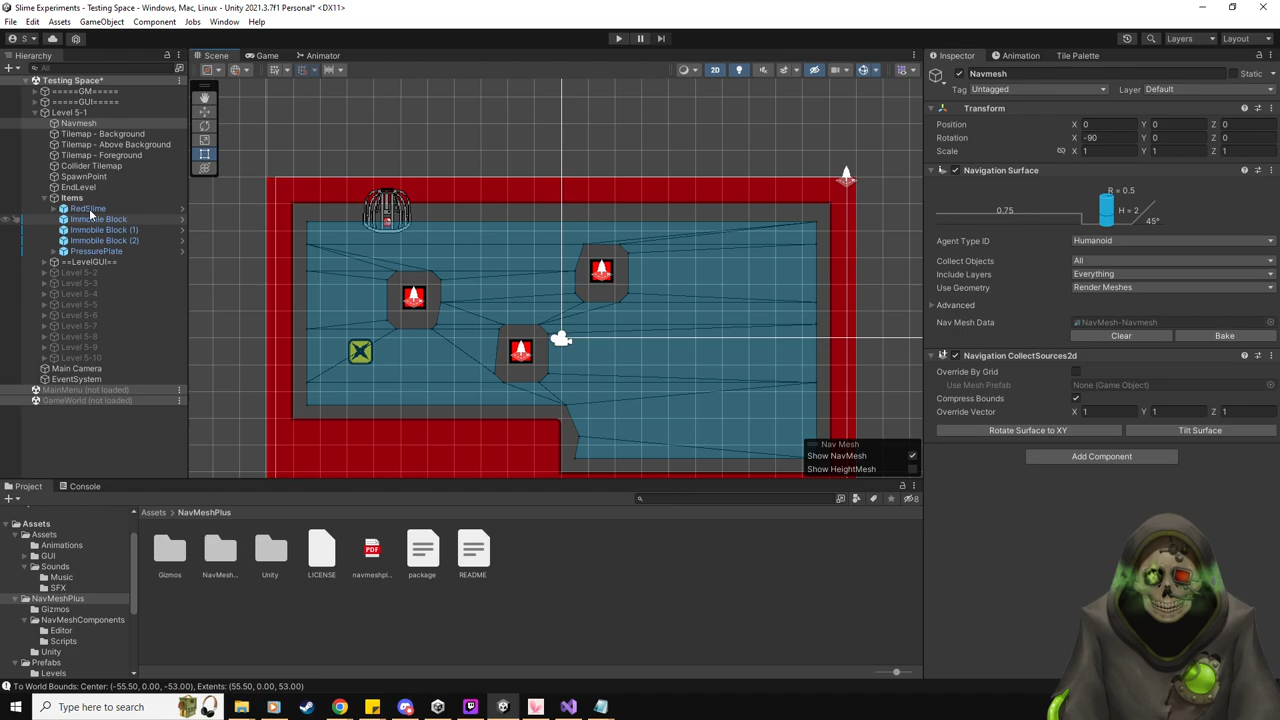 Slime Experiments - Testing Space - Windows, Mac, Linux - Unity 2021.3.7f1 Personal* <DX11>
File Edit Assets GameObject Component Jobs Window Help
S Layers Layout
Hierarchy Scene Game Animator Inspector Animation Tile Palette
All
2D
Testing Space*
=====GM=====
=====GUI=====
Level 5-1
Navmesh
Tilemap - Background
Tilemap - Above Background
Tilemap - Foreground
Collider Tilemap
SpawnPoint
EndLevel
Items
RedSlime
Immobile Block
Immobile Block (1)
Immobile Block (2)
PressurePlate
==LevelGUI==
Level 5-2
Level 5-3
Level 5-4
Level 5-5
Level 5-6
Level 5-7
Level 5-8
Level 5-9
Level 5-10
Main Camera
EventSystem
MainMenu (not loaded)
GameWorld (not loaded)
Nav Mesh
Show NavMesh
Show HeightMesh
Navmesh Static
Tag Untagged Layer Default
Transform
Position X 0 Y 0 Z 0
Rotation X -90 Y 0 Z 0
Scale X 1 Y 1 Z 1
Navigation Surface
R = 0.5
0.75 H = 2
45°
Agent Type ID Humanoid
Collect Objects All
Include Layers Everything
Use Geometry Render Meshes
Advanced
Nav Mesh Data NavMesh-Navmesh
Clear Bake
Navigation CollectSources2d
Override By Grid
Use Mesh Prefab None (Game Object)
Compress Bounds
Override Vector X 1 Y 1 Z 1
Rotate Surface to XY Tilt Surface
Add Component
Project Console
8
Assets
Assets
Animations
GUI
Sounds
Music
SFX
NavMeshPlus
Gizmos
NavMeshComponents
Editor
Scripts
Unity
Prefabs
Levels
Assets > NavMeshPlus
PDF
Gizmos NavMesh... Unity LICENSE navmeshpl... package README
To World Bounds: Center: (-55.50, 0.00, -53.00), Extents: (55.50, 0.00, 53.00)
Type here to search